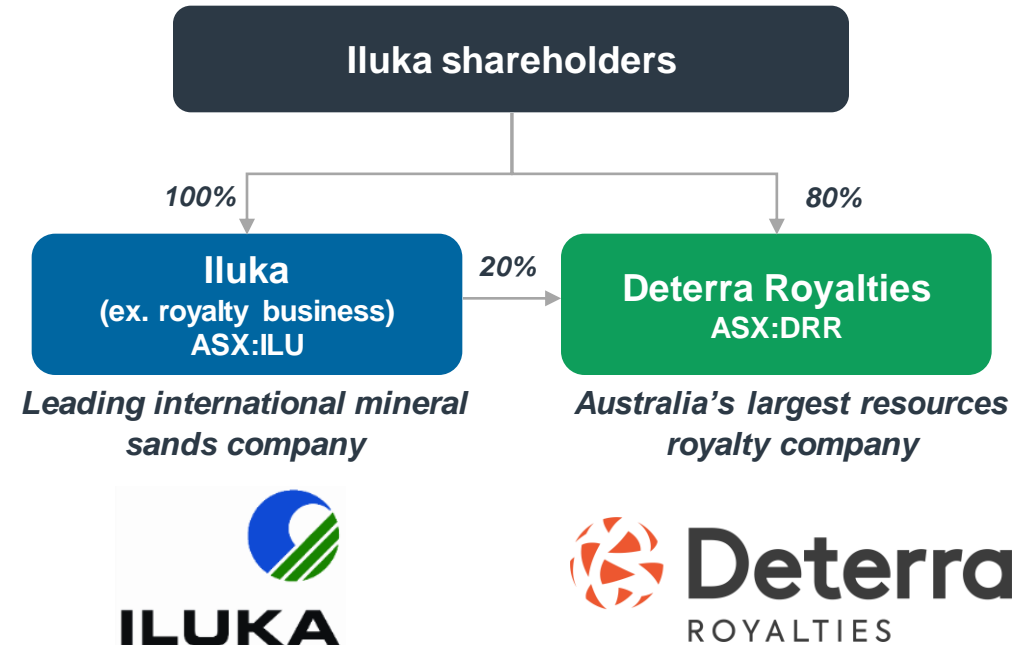 Iluka shareholders
100%
80%
Iluka
(ex. royalty business)
ASX:ILU
20%
Deterra Royalties
ASX:DRR
Leading international mineral
sands company
Australia’s largest resources
royalty company
ILUKA
Deterra
ROYALTIES